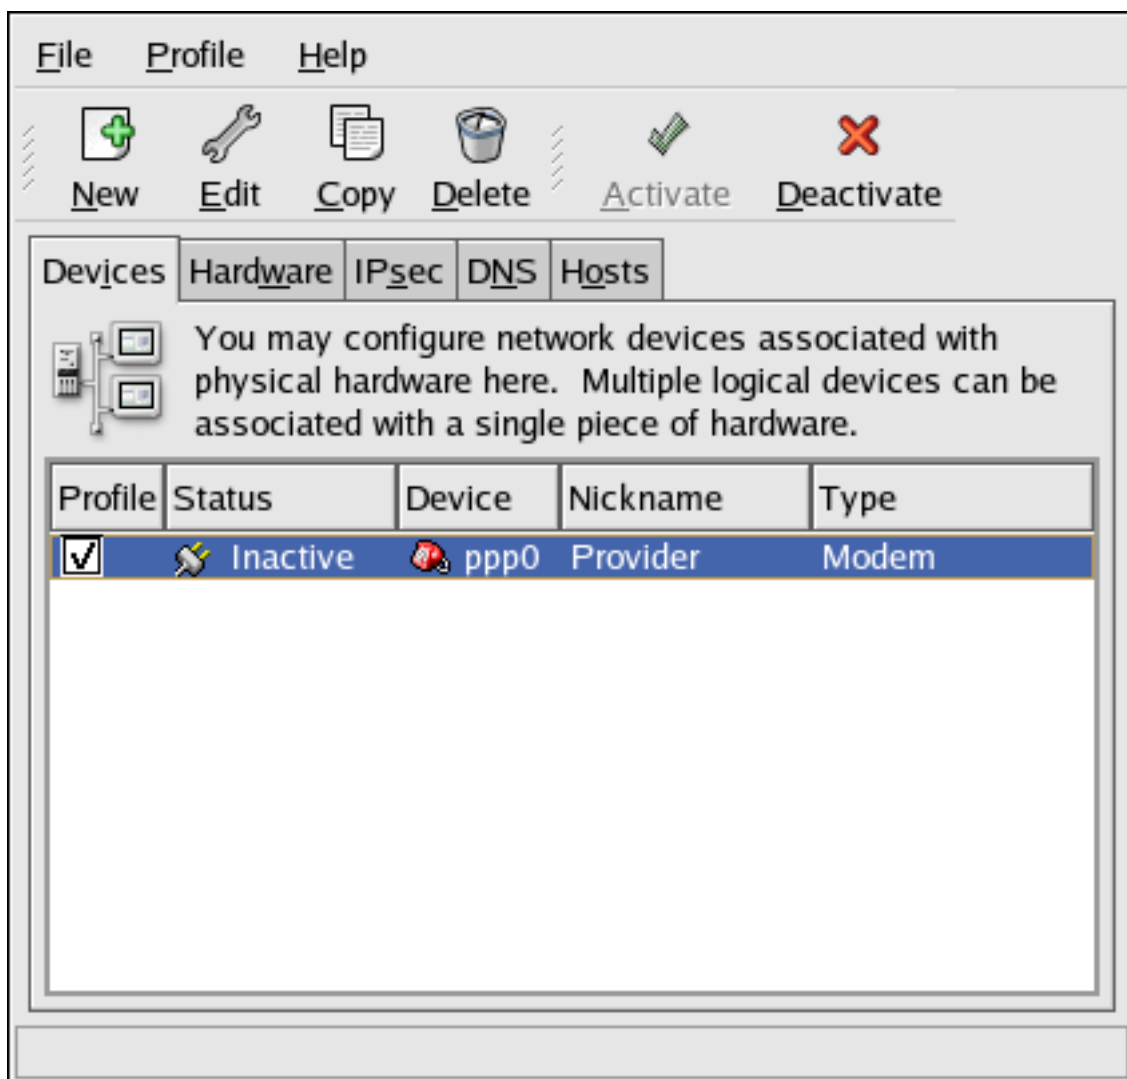 File Profile Help
New Edit Copy Delete Activate Deactivate
Devices Hardware IPsec DNS Hosts
You may configure network devices associated with
physical hardware here.  Multiple logical devices can be
associated with a single piece of hardware.
Profile Status Device Nickname Type
Inactive ppp0 Provider Modem